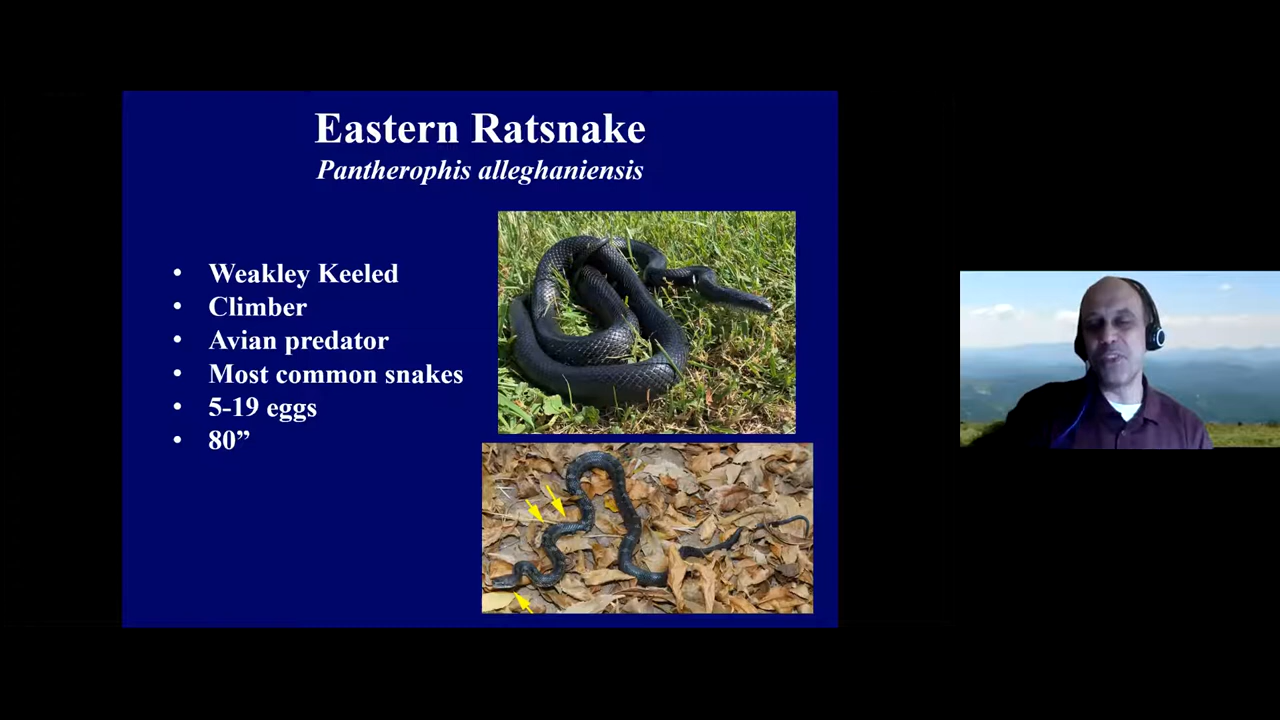 Eastern Ratsnake
Pantherophis alleghaniensis
• Weakley Keeled
• Climber
• Avian predator
• Most common snakes
• 5-19 eggs
• 80”